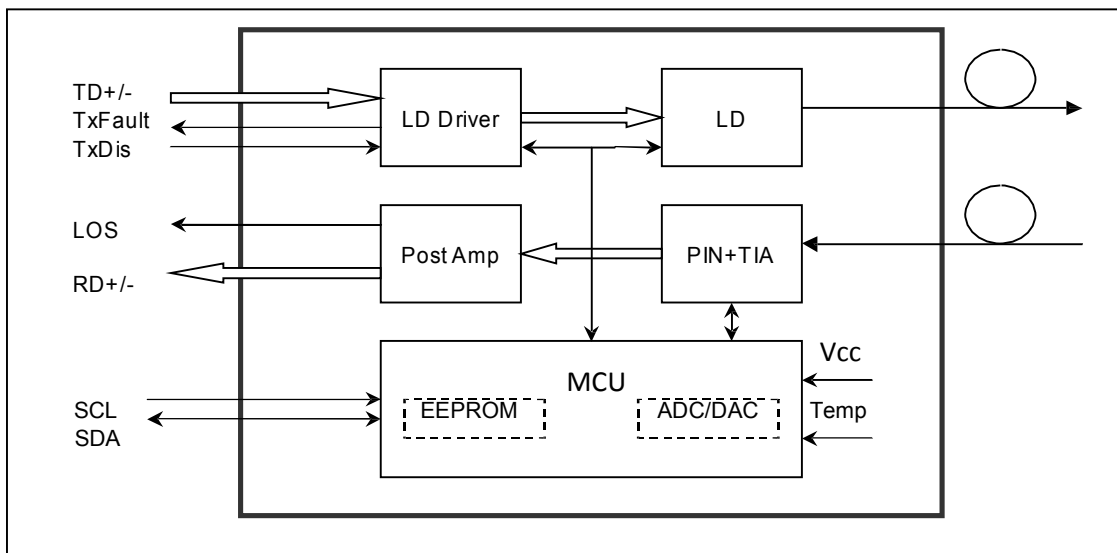 TD+/-
TxFault
TxDis
LD Driver
LD
LOS
RD+/-
Post Amp
PIN+TIA
MCU
EEPROM
ADC/DAC
Vcc
Temp
SCL
SDA